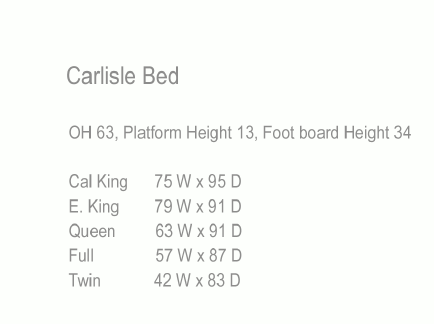 Carlisle Bed
OH 63, Platform Height 13, Foot board Height 34
Cal King 75 W x 95 D
E. King 79 W x 91 D
Queen 63 W x 91 D
Full 57 W x 87 D
Twin 42 W x 83 D